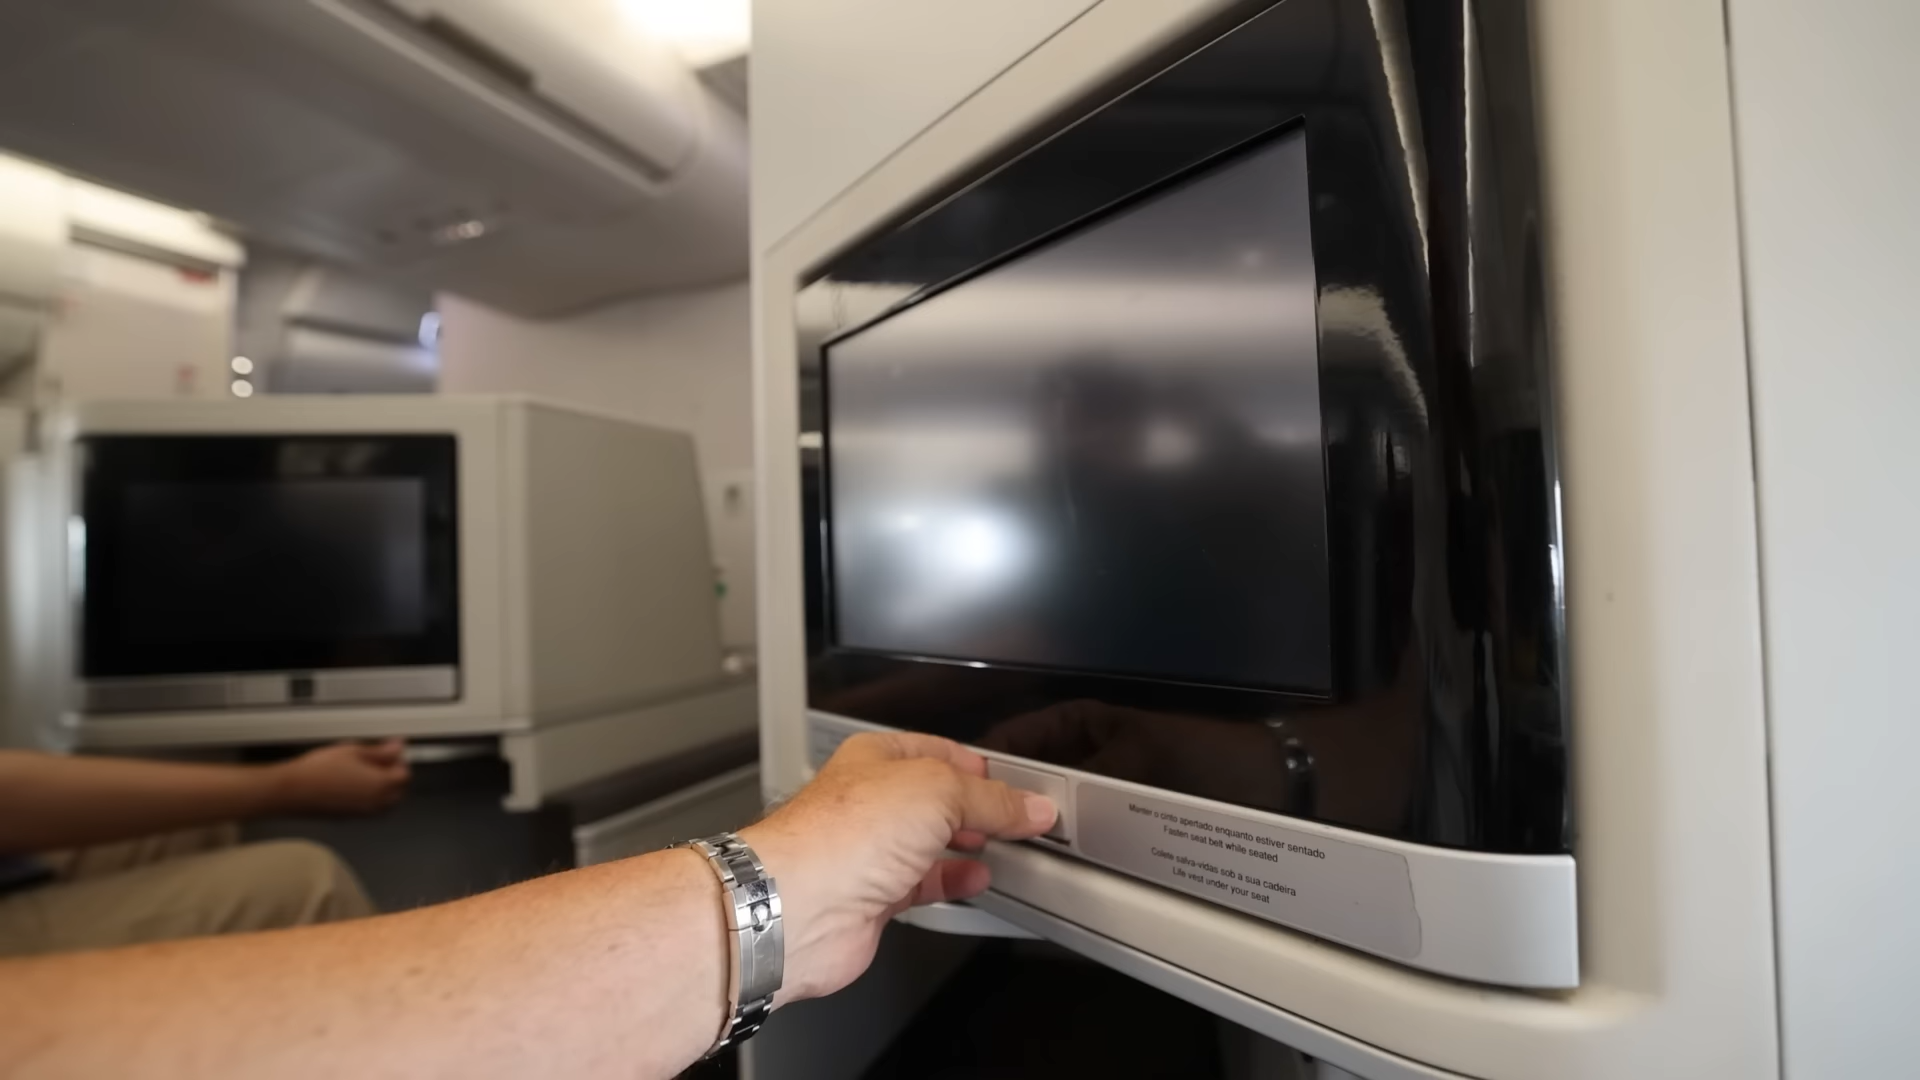 Manter o cinto apertado enquanto estiver sentado
Fasten seat belt while seated
Colete salva-vidas sob a sua cadeira
Life vest under your seat